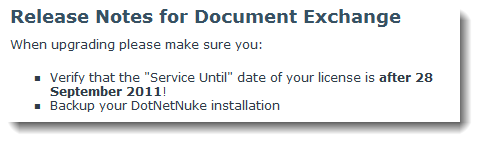 Release Notes for Document Exchange
When upgrading please make sure you:
▪ Verify that the "Service Until" date of your license is after 28
September 2011!
▪ Backup your DotNetNuke installation